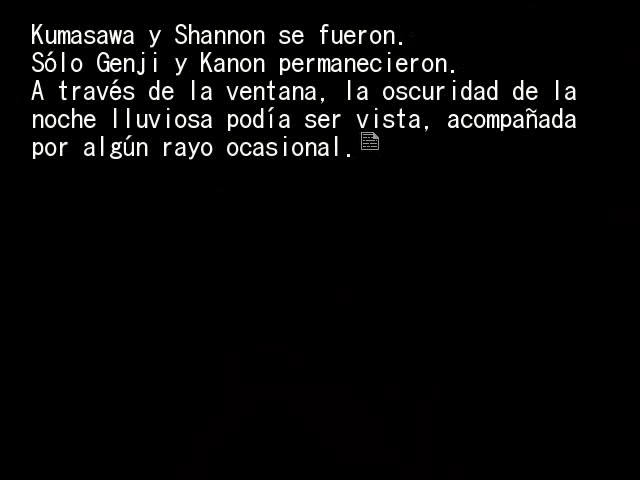 Kumasawa y Shannon se fueron.
Sólo Genji y Kanon permanecieron.
A través de la ventana, la oscuridad de la
noche lluviosa podía ser vista, acompañada
por algún rayo ocasional.